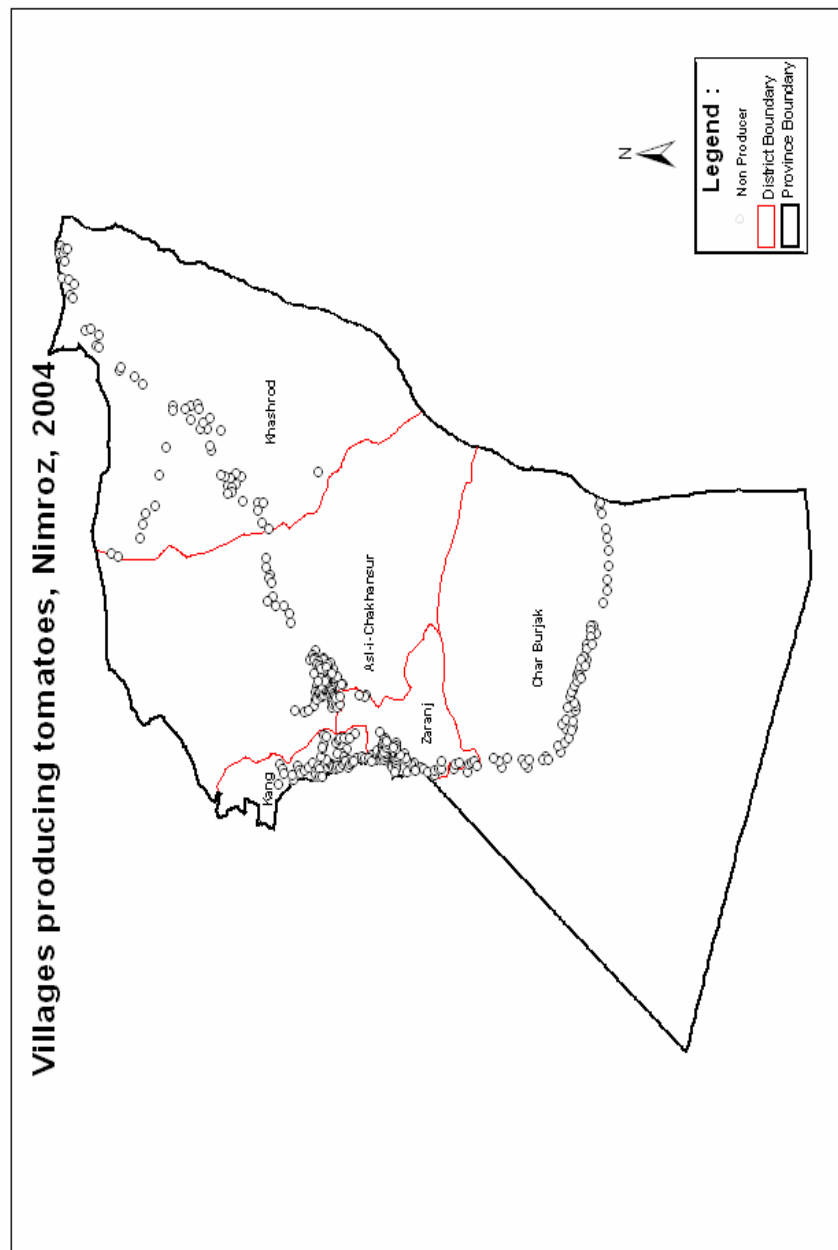 Villages producing tomatoes, Nimroz, 2004
Khashrod
Asl-i-Chakhansur
Kang
Zaranj
Char Burjak
N
Legend :
Non Producer
District Boundary
Province Boundary